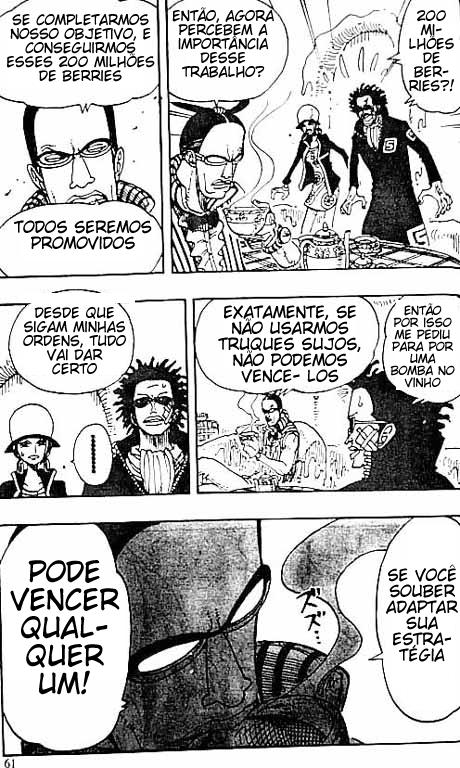 200
MI-
LHÕES
DE
BER-
RIES?!
ENTÃO, AGORA
PERCEBEM A
IMPORTÂNCIA
DESSE
TRABALHO?
5
SE COMPLETARMOS
NOSSO OBJETIVO, E
CONSEGUIRMOS
ESSES 200 MILHÕES
DE BERRIES
TODOS SEREMOS
PROMOVIDOS
ENTÃO
POR ISSO
ME PEDIU
PARA POR
UMA
BOMBA NO
VINHO
EXATAMENTE, SE
NÃO USARMOS
TRUQUES SUJOS,
NÃO PODEMOS
VENCE- LOS
DESDE QUE
SIGAM MINHAS
ORDENS, TUDO
VAI DAR
CERTO
SE VOCÊ
SOUBER
ADAPTAR
SUA
ESTRA-
TÉGIA
ズズ...
PODE
VENCER
QUAL-
QUER
UM!
61